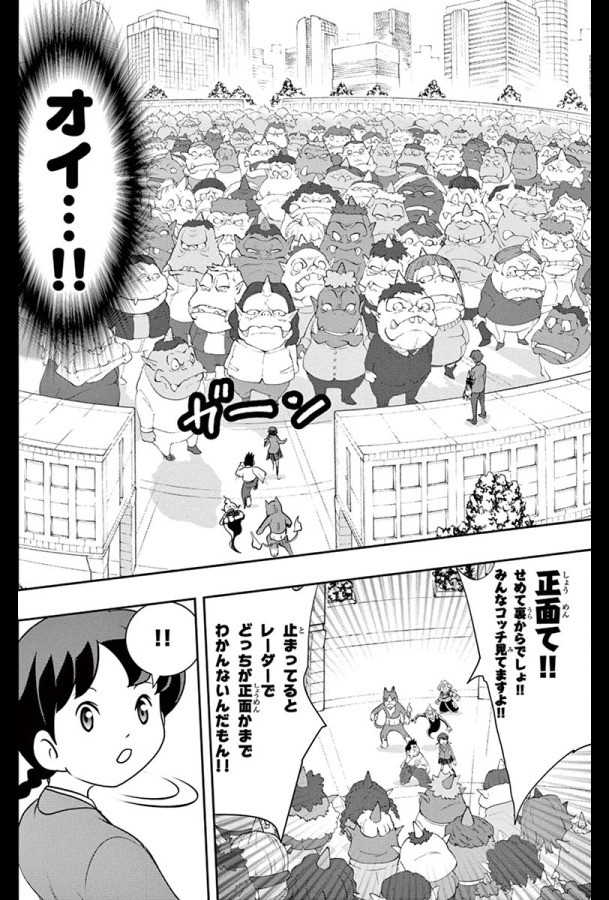 オイ…!!
ガーン
正面て!!
せめて裏からでしょ!!
みんなコッチ見てますよ!!
止まってると
レーダーで
どっちが正面かまで
わかんないんだもん!!
!!